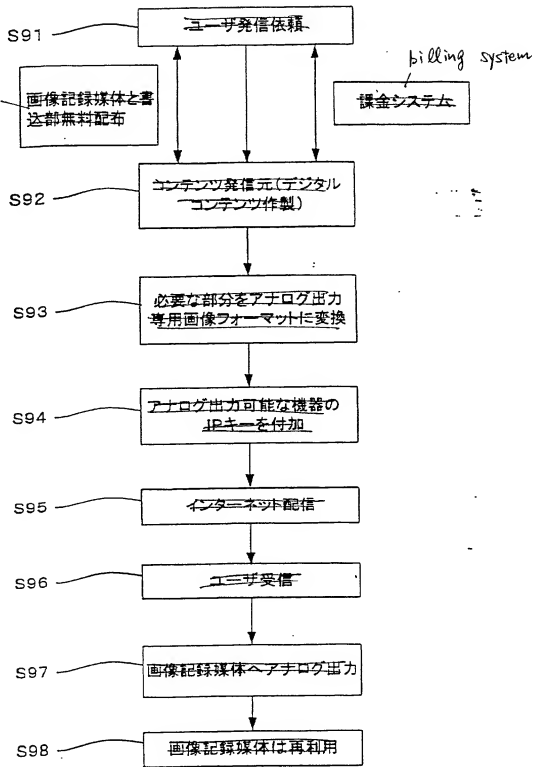 S91
ユーザ発信依頼
billing system
画像記録媒体と書
込部無料配布
課金システム
S92
コンテンツ発信元(デジタル
コンテンツ作製)
S93
必要な部分をアナログ出力
専用画像フォーマットに変換
S94
アナログ出力可能な機器の
IPキーを付加
S95
インターネット配信
S96
ユーザ受信
S97
画像記録媒体へアナログ出力
S98
画像記録媒体は再利用